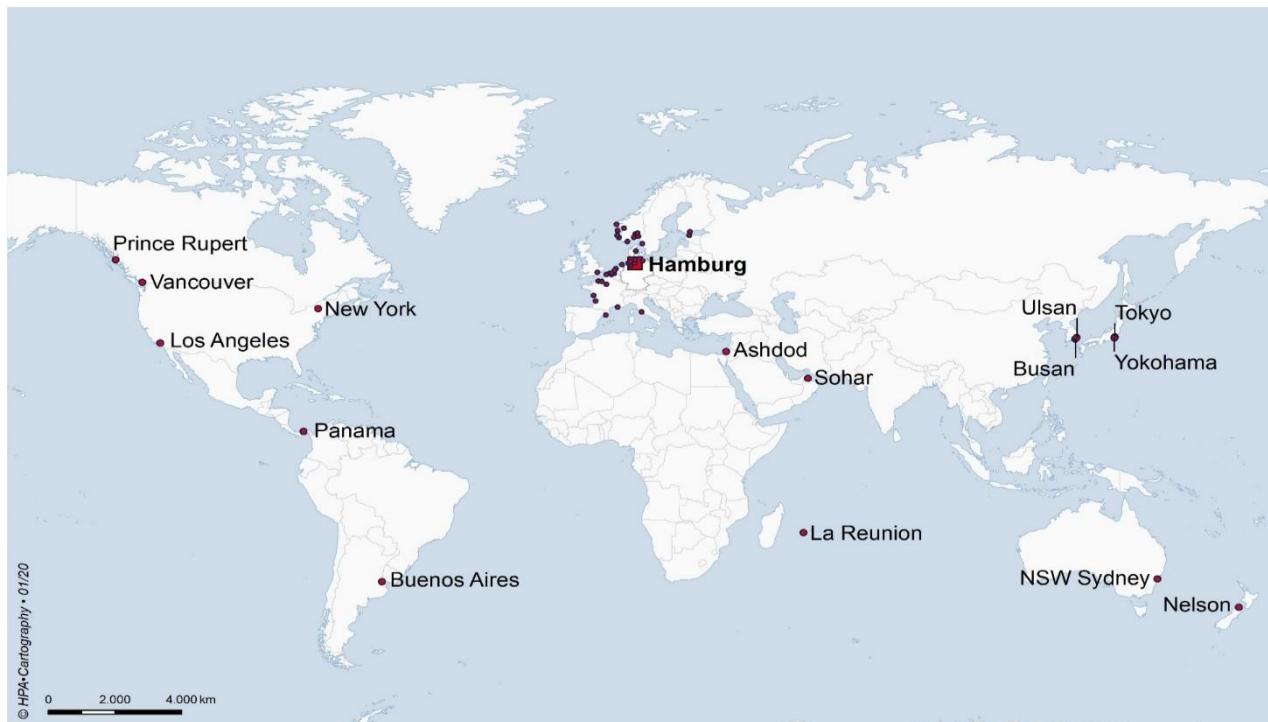 Prince Rupert
Hamburg
Vancouver
New York
Ulsan
Tokyo
Los Angeles
Ashdod
Busan
Yokohama
Sohar
Panama
La Reunion
Buenos Aires
NSW Sydney
Nelson
© HPA•Cartography • 01/20
0 2.000 4.000 km